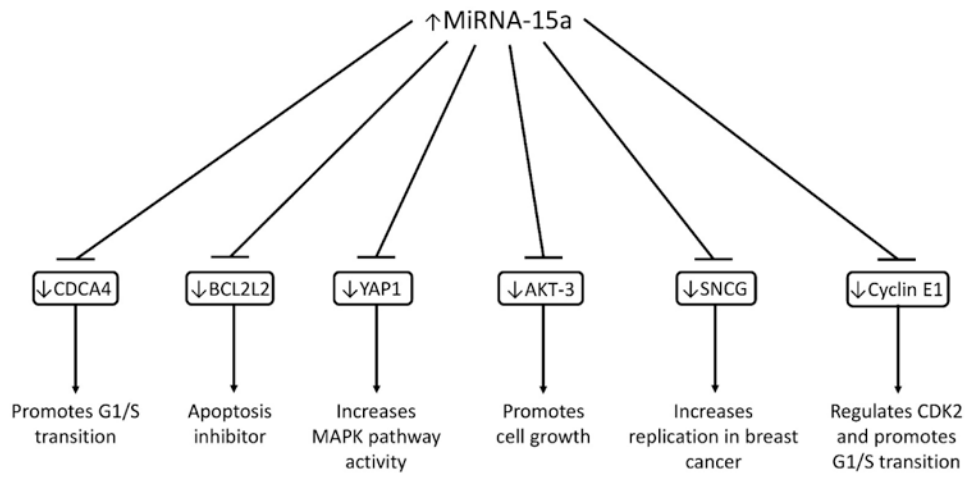 ↑MiRNA-15a
↓CDCA4
↓BCL2L2
↓YAP1
↓AKT-3
↓SNCG
↓Cyclin E1
Promotes G1/S
transition
Apoptosis
inhibitor
Increases
MAPK pathway
activity
Promotes
cell growth
Increases
replication in breast
cancer
Regulates CDK2
and promotes
G1/S transition